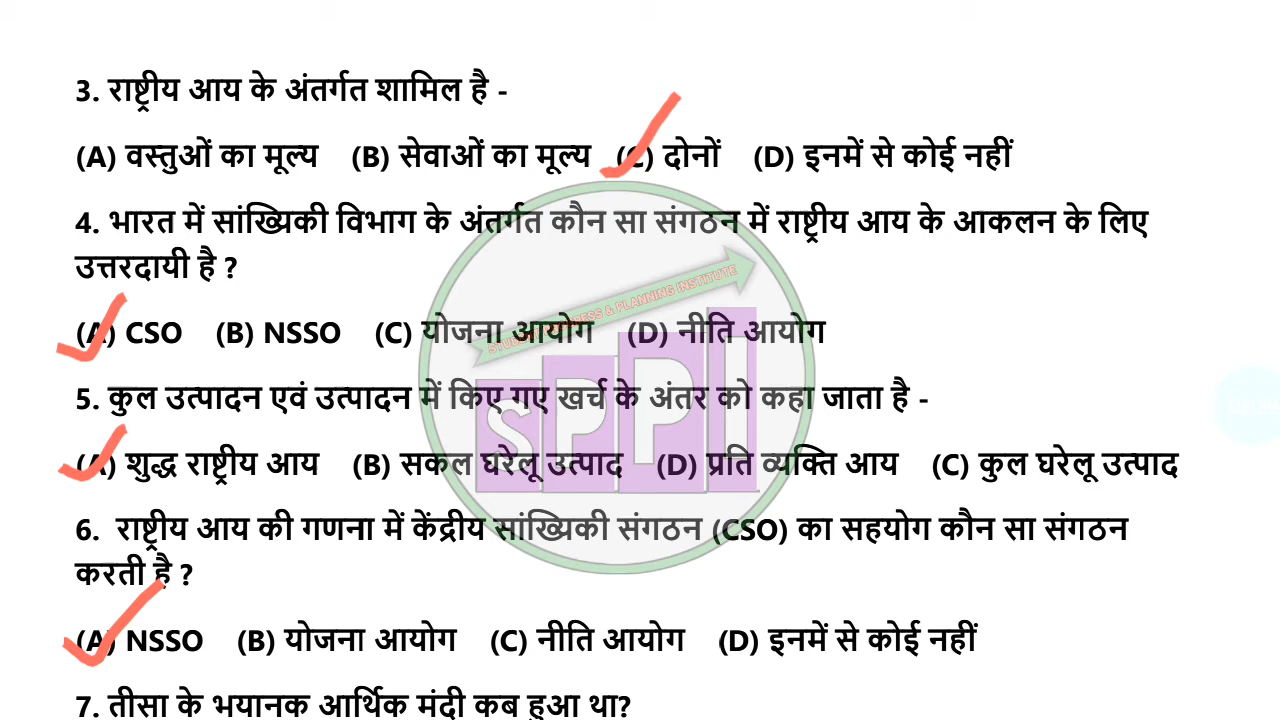 3. राष्ट्रीय आय के अंतर्गत शामिल है -
(A) वस्तुओं का मूल्य (B) सेवाओं का मूल्य (C) दोनों (D) इनमें से कोई नहीं
4. भारत में सांख्यिकी विभाग के अंतर्गत कौन सा संगठन में राष्ट्रीय आय के आकलन के लिए
उत्तरदायी है ?
(A) CSO (B) NSSO (C) योजना आयोग (D) नीति आयोग
5. कुल उत्पादन एवं उत्पादन में किए गए खर्च के अंतर को कहा जाता है -
(A) शुद्ध राष्ट्रीय आय (B) सकल घरेलू उत्पाद (D) प्रति व्यक्ति आय (C) कुल घरेलू उत्पाद
6. राष्ट्रीय आय की गणना में केंद्रीय सांख्यिकी संगठन (CSO) का सहयोग कौन सा संगठन
करती है ?
(A) NSSO (B) योजना आयोग (C) नीति आयोग (D) इनमें से कोई नहीं
7. तीसा के भयानक आर्थिक मंदी कब हुआ था?
SPPI